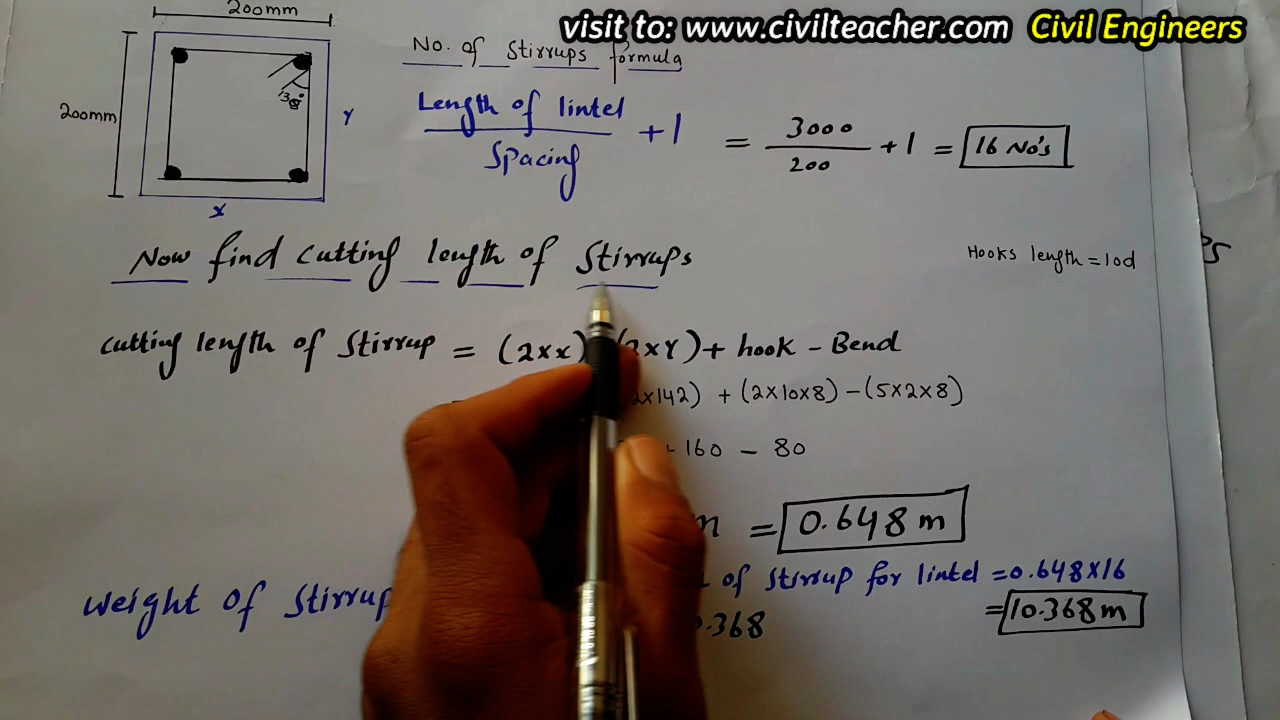 visit to: www.civilteacher.com Civil Engineers
200mm
No. of Stirrups formula
200mm
Y
X
Length of lintel
Spacing
+1
= 3000
200
+1 = 16 No's
Now find Cutting length of Stirrups
Hooks length = 10d
Cutting length of Stirrup = (2xx) 2xY) + hook - Bend
2x142) + (2x10x8) - (5x2x8)
160 - 80
m = 0.648 m
Weight of Stirrup
of Stirrup for lintel = 0.648x16
.368
= 10.368 m